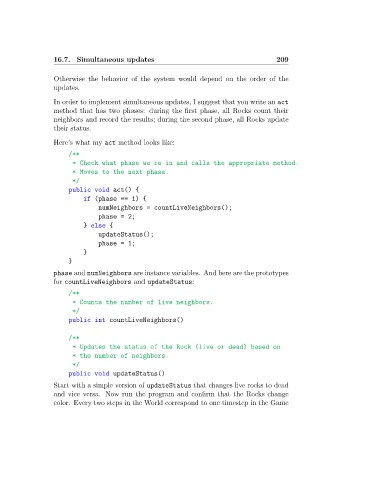 16.7. Simultaneous updates 209
Otherwise the behavior of the system would depend on the order of the
updates.
In order to implement simultaneous updates, I suggest that you write an act
method that has two phases: during the first phase, all Rocks count their
neighbors and record the results; during the second phase, all Rocks update
their status.
Here's what my act method looks like:
/**
* Check what phase we re in and calls the appropriate method.
* Moves to the next phase.
*/
public void act() {
if (phase == 1) {
numNeighbors = countLiveNeighbors();
phase = 2;
} else {
updateStatus();
phase = 1;
}
}
phase and numNeighbors are instance variables. And here are the prototypes
for countLiveNeighbors and updateStatus:
/**
* Counts the number of live neighbors.
*/
public int countLiveNeighbors()
/**
* Updates the status of the Rock (live or dead) based on
* the number of neighbors.
*/
public void updateStatus()
Start with a simple version of updateStatus that changes live rocks to dead
and vice versa. Now run the program and confirm that the Rocks change
color. Every two steps in the World correspond to one timestep in the Game